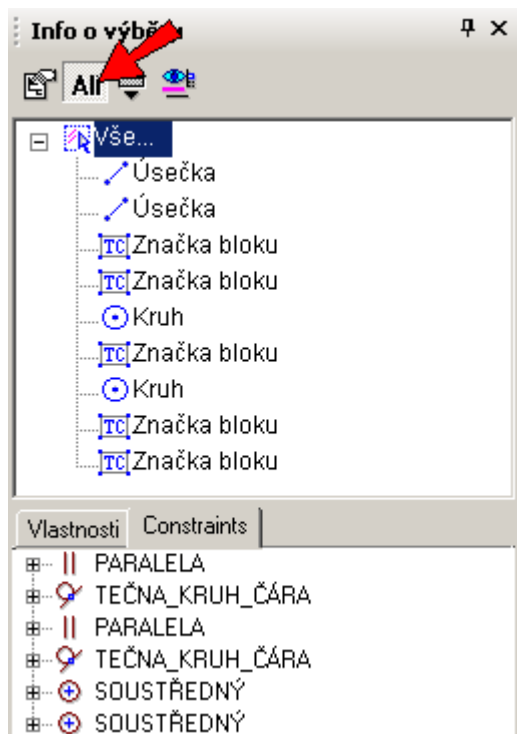 Info o výběru
All
Vše...
Úsečka
Úsečka
TC Značka bloku
TC Značka bloku
Kruh
TC Značka bloku
Kruh
TC Značka bloku
TC Značka bloku
Vlastnosti Constraints
PARALELA
TEČNA_KRUH_ČÁRA
PARALELA
TEČNA_KRUH_ČÁRA
SOUSTŘEDNÝ
SOUSTŘEDNÝ